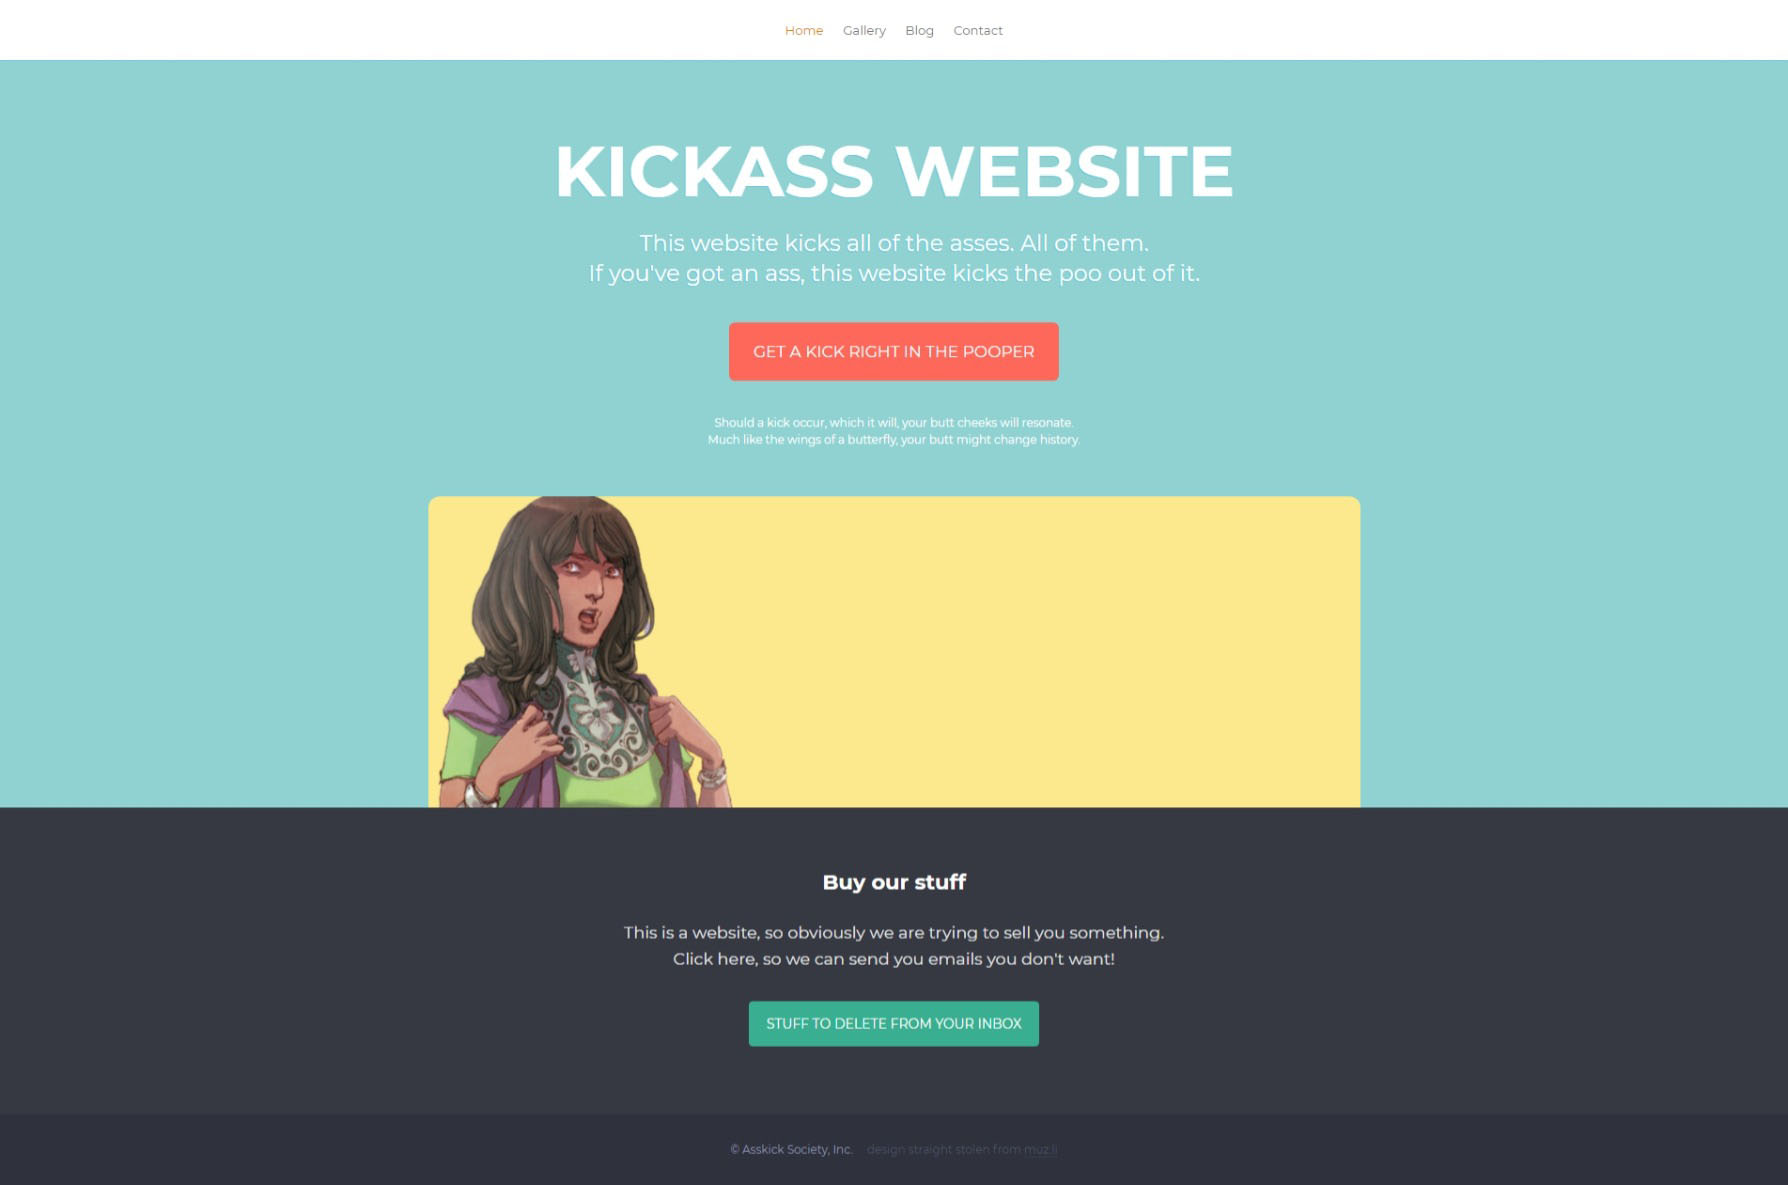 Home Gallery Blog Contact
KICKASS WEBSITE
This website kicks all of the asses. All of them.
If you've got an ass, this website kicks the poo out of it.
GET A KICK RIGHT IN THE POOPER
Should a kick occur, which it will, your butt cheeks will resonate.
Much like the wings of a butterfly, your butt might change history.
Buy our stuff
This is a website, so obviously we are trying to sell you something.
Click here, so we can send you emails you don't want!
STUFF TO DELETE FROM YOUR INBOX
© Asskick Society, Inc. design straight stolen from muz.li